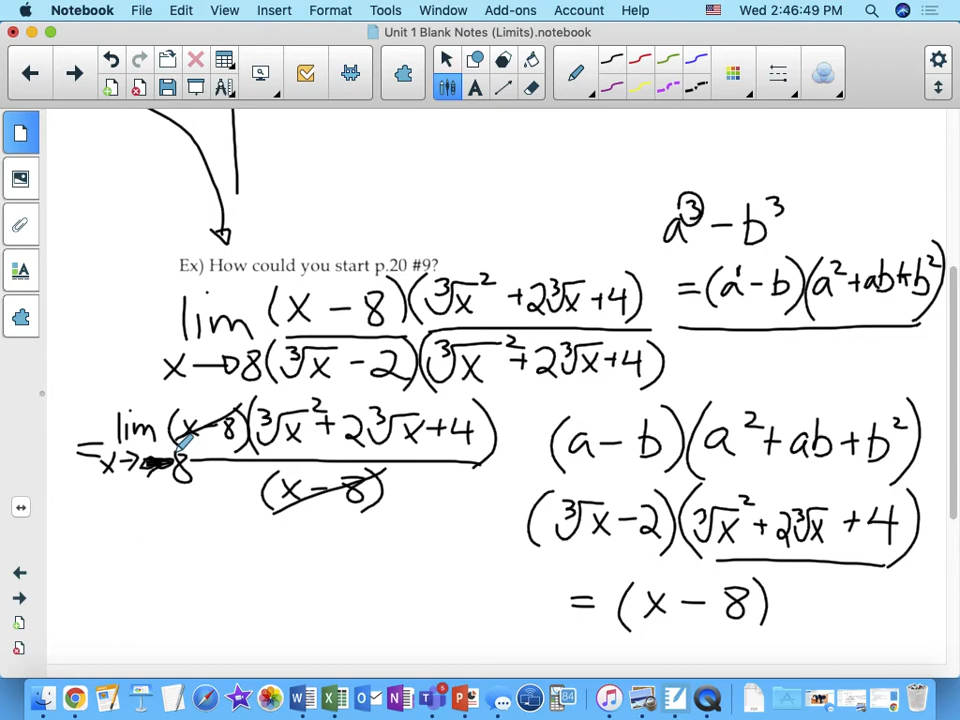 Notebook File Edit View Insert Format Tools Window Add-ons Account Help Wed 2:46:49 PM
Unit 1 Blank Notes (Limits).notebook
a³ − b³
= (a¹ − b)(a² + ab + b²)
Ex) How could you start p.20 #9?
lim (x − 8)(∛x² + 2∛x + 4)
x → 8 (∛x − 2)(∛x² + 2∛x + 4)
= lim (x − 8)(∛x² + 2∛x + 4)
x → 8
(x − 8)
(a − b)(a² + ab + b²)
(∛x − 2)(∛x² + 2∛x + 4)
= (x − 8)
5
84